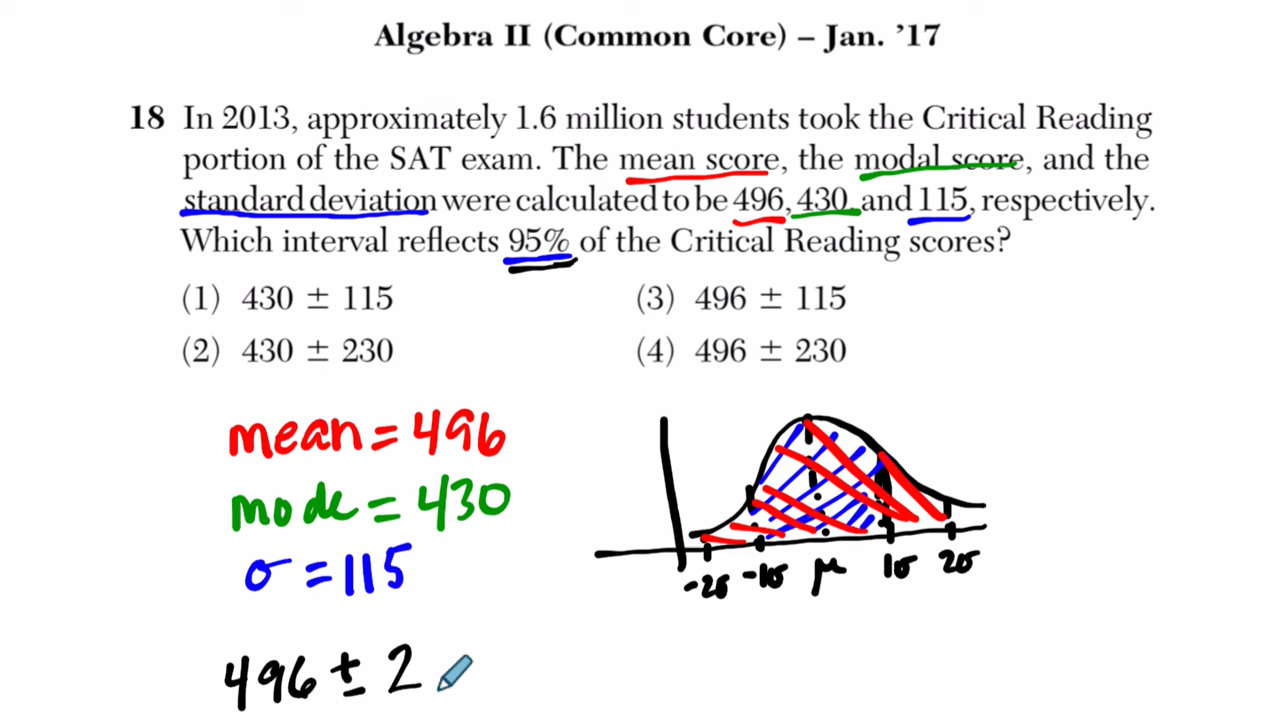 Algebra II (Common Core) – Jan. ’17
18 In 2013, approximately 1.6 million students took the Critical Reading
portion of the SAT exam. The mean score, the modal score, and the
standard deviation were calculated to be 496, 430, and 115, respectively.
Which interval reflects 95% of the Critical Reading scores?
(1) 430 ± 115
(2) 430 ± 230
(3) 496 ± 115
(4) 496 ± 230
mean = 496
mode = 430
σ = 115
496 ± 2
-2σ -1σ μ 1σ 2σ